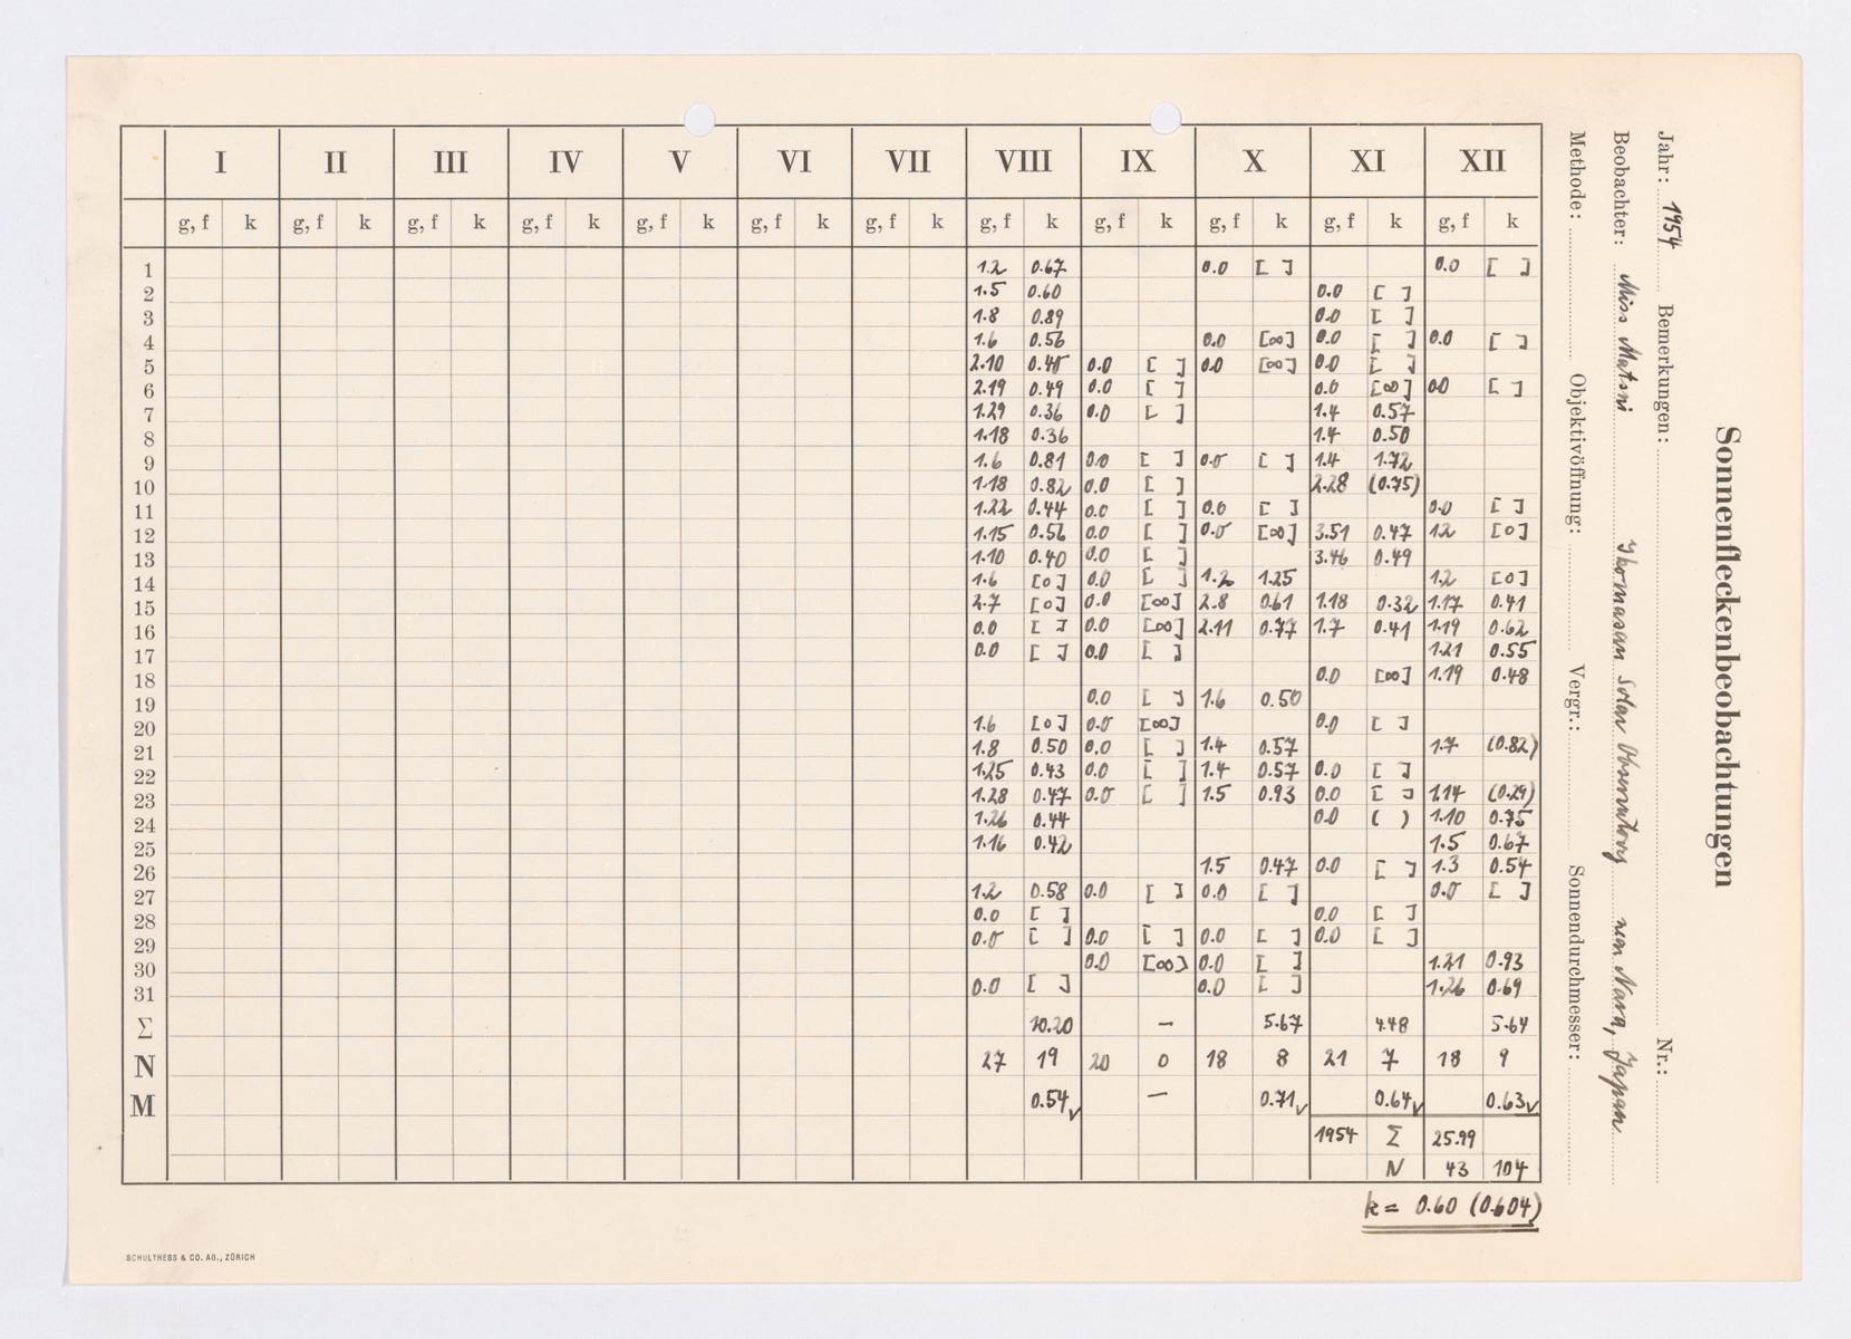 Sonnenfleckenbeobachtungen
Jahr: 1954 Bemerkungen: Nr.:
Beobachter: Miss Matsui Ikomasan Solar Observatory near Nara, Japan
Methode: Objektivöffnung: Vergr.: Sonnendurchmesser:
I II III IV V VI VII VIII IX X XI XII
g, f k g, f k g, f k g, f k g, f k g, f k g, f k g, f k g, f k g, f k g, f k g, f k
1 1.2 0.67 0.0 [ ] 0.0 [ ]
2 1.5 0.60 0.0 [ ]
3 1.8 0.89 0.0 [ ]
4 1.6 0.56 0.0 [∞] 0.0 [ ] 0.0 [ ]
5 2.10 0.45 0.0 [ ] 0.0 [∞] 0.0 [ ]
6 2.19 0.49 0.0 [ ] 0.0 [∞] 0.0 [ ]
7 1.29 0.36 0.0 [ ] 1.4 0.57
8 1.18 0.36 1.4 0.50
9 1.6 0.81 0.0 [ ] 0.0 [ ] 1.4 1.72
10 1.18 0.82 0.0 [ ] 2.28 (0.75)
11 1.22 0.44 0.0 [ ] 0.0 [ ] 0.0 [ ]
12 1.15 0.56 0.0 [ ] 0.0 [∞] 3.51 0.47 1.2 [0]
13 1.10 0.40 0.0 [ ] 3.46 0.49
14 1.6 [0] 0.0 [ ] 1.2 1.25 1.2 [0]
15 2.7 [0] 0.0 [∞] 2.8 0.61 1.18 0.32 1.17 0.41
16 0.0 [ ] 0.0 [∞] 2.11 0.77 1.7 0.41 1.19 0.62
17 0.0 [ ] 0.0 [ ] 1.21 0.55
18 0.0 [∞] 1.19 0.48
19 0.0 [ ] 1.6 0.50
20 1.6 [0] 0.0 [∞] 0.0 [ ]
21 1.8 0.50 0.0 [ ] 1.4 0.57 1.7 (0.82)
22 1.25 0.43 0.0 [ ] 1.4 0.57 0.0 [ ]
23 1.28 0.47 0.0 [ ] 1.5 0.93 0.0 [ ] 1.14 (0.29)
24 1.26 0.44 0.0 ( ) 1.10 0.75
25 1.16 0.42 1.5 0.67
26 1.5 0.47 0.0 [ ] 1.3 0.54
27 1.2 0.58 0.0 [ ] 0.0 [ ] 0.0 [ ]
28 0.0 [ ] 0.0 [ ]
29 0.0 [ ] 0.0 [ ] 0.0 [ ] 0.0 [ ]
30 0.0 [∞] 0.0 [ ] 1.21 0.93
31 0.0 [ ] 0.0 [ ] 1.26 0.69
Σ 10.20 — 5.67 4.48 5.64
N 27 19 20 0 18 8 21 7 18 9
M 0.54✓ — 0.71✓ 0.64✓ 0.63✓
1954 Σ 25.99
N 43 104
k = 0.60 (0.604)
SCHULTHESS & CO. AG., ZÜRICH